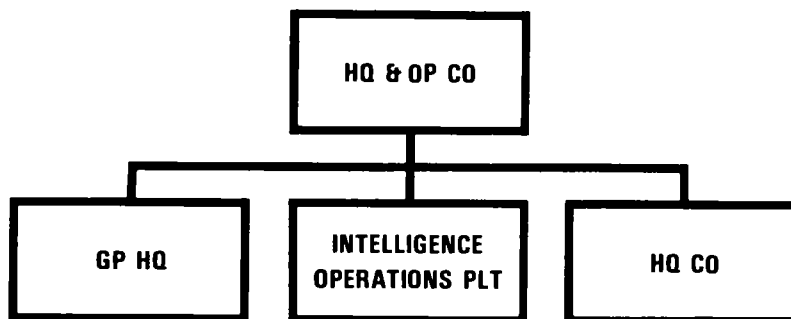 HQ & OP CO
GP HQ
INTELLIGENCE
OPERATIONS PLT
HQ CO